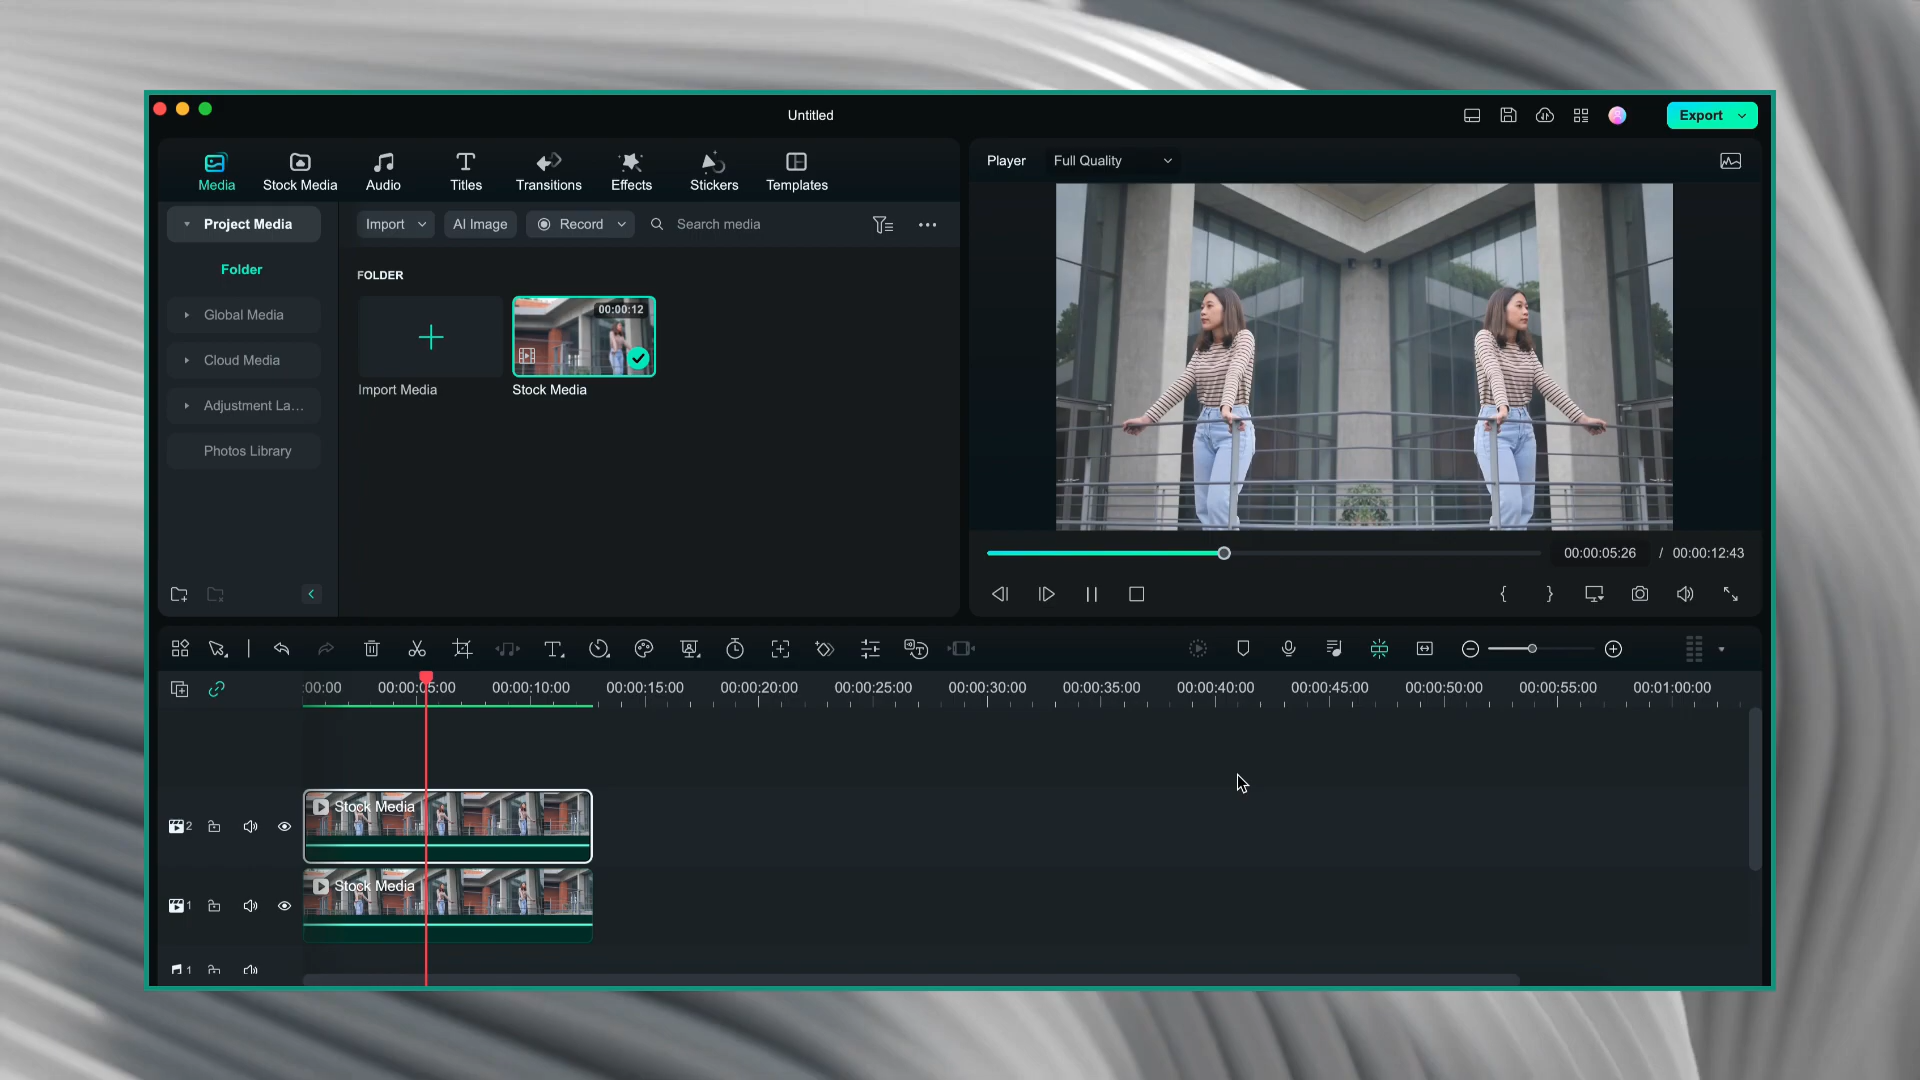 Untitled
Export
Media
Stock Media
Audio
Titles
Transitions
Effects
Stickers
Templates
Player
Full Quality
Project Media
Import
AI Image
Record
Search media
Folder
FOLDER
Global Media
00:00:12
Cloud Media
Import Media
Stock Media
Adjustment La...
Photos Library
00:00:05:26 / 00:00:12:43
:00:00
00:00:05:00
00:00:10:00
00:00:15:00
00:00:20:00
00:00:25:00
00:00:30:00
00:00:35:00
00:00:40:00
00:00:45:00
00:00:50:00
00:00:55:00
00:01:00:00
Stock Media
2
Stock Media
1
1